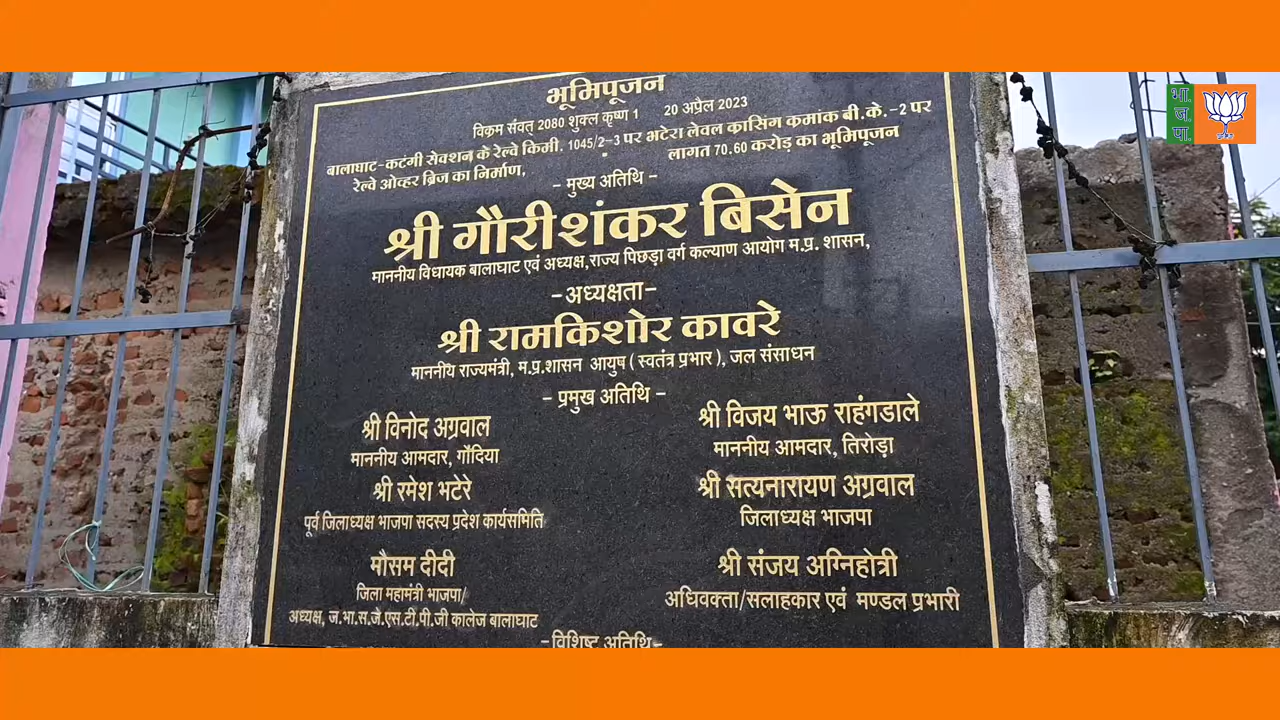 भूमिपूजन
विक्रम संवत् 2080 शुक्ल कृष्ण 1 20 अप्रैल 2023
बालाघाट-कटंगी सेक्शन के रेल्वे किमी. 1045/2-3 पर भटेरा लेवल क्रासिंग क्रमांक बी.के.-2 पर
रेल्वे ओव्हर ब्रिज का निर्माण, लागत 70.60 करोड़ का भूमिपूजन
- मुख्य अतिथि -
श्री गौरीशंकर बिसेन
माननीय विधायक बालाघाट एवं अध्यक्ष,राज्य पिछड़ा वर्ग कल्याण आयोग म.प्र. शासन,
-अध्यक्षता-
श्री रामकिशोर कावरे
माननीय राज्यमंत्री, म.प्र.शासन आयुष ( स्वतंत्र प्रभार ), जल संसाधन
- प्रमुख अतिथि -
श्री विनोद अग्रवाल
माननीय आमदार, गोंदिया
श्री विजय भाऊ राहंगडाले
माननीय आमदार, तिरोड़ा
श्री रमेश भटेरे
पूर्व जिलाध्यक्ष भाजपा सदस्य प्रदेश कार्यसमिति
श्री सत्यनारायण अग्रवाल
जिलाध्यक्ष भाजपा
मौसम दीदी
जिला महामंत्री भाजपा/
अध्यक्ष, ज.भा.स.जे.एस.टी.पी.जी कालेज बालाघाट
श्री संजय अग्निहोत्री
अधिवक्ता/सलाहकार एवं मण्डल प्रभारी
-विशिष्ट अतिथि-
भा.
ज.
पा.